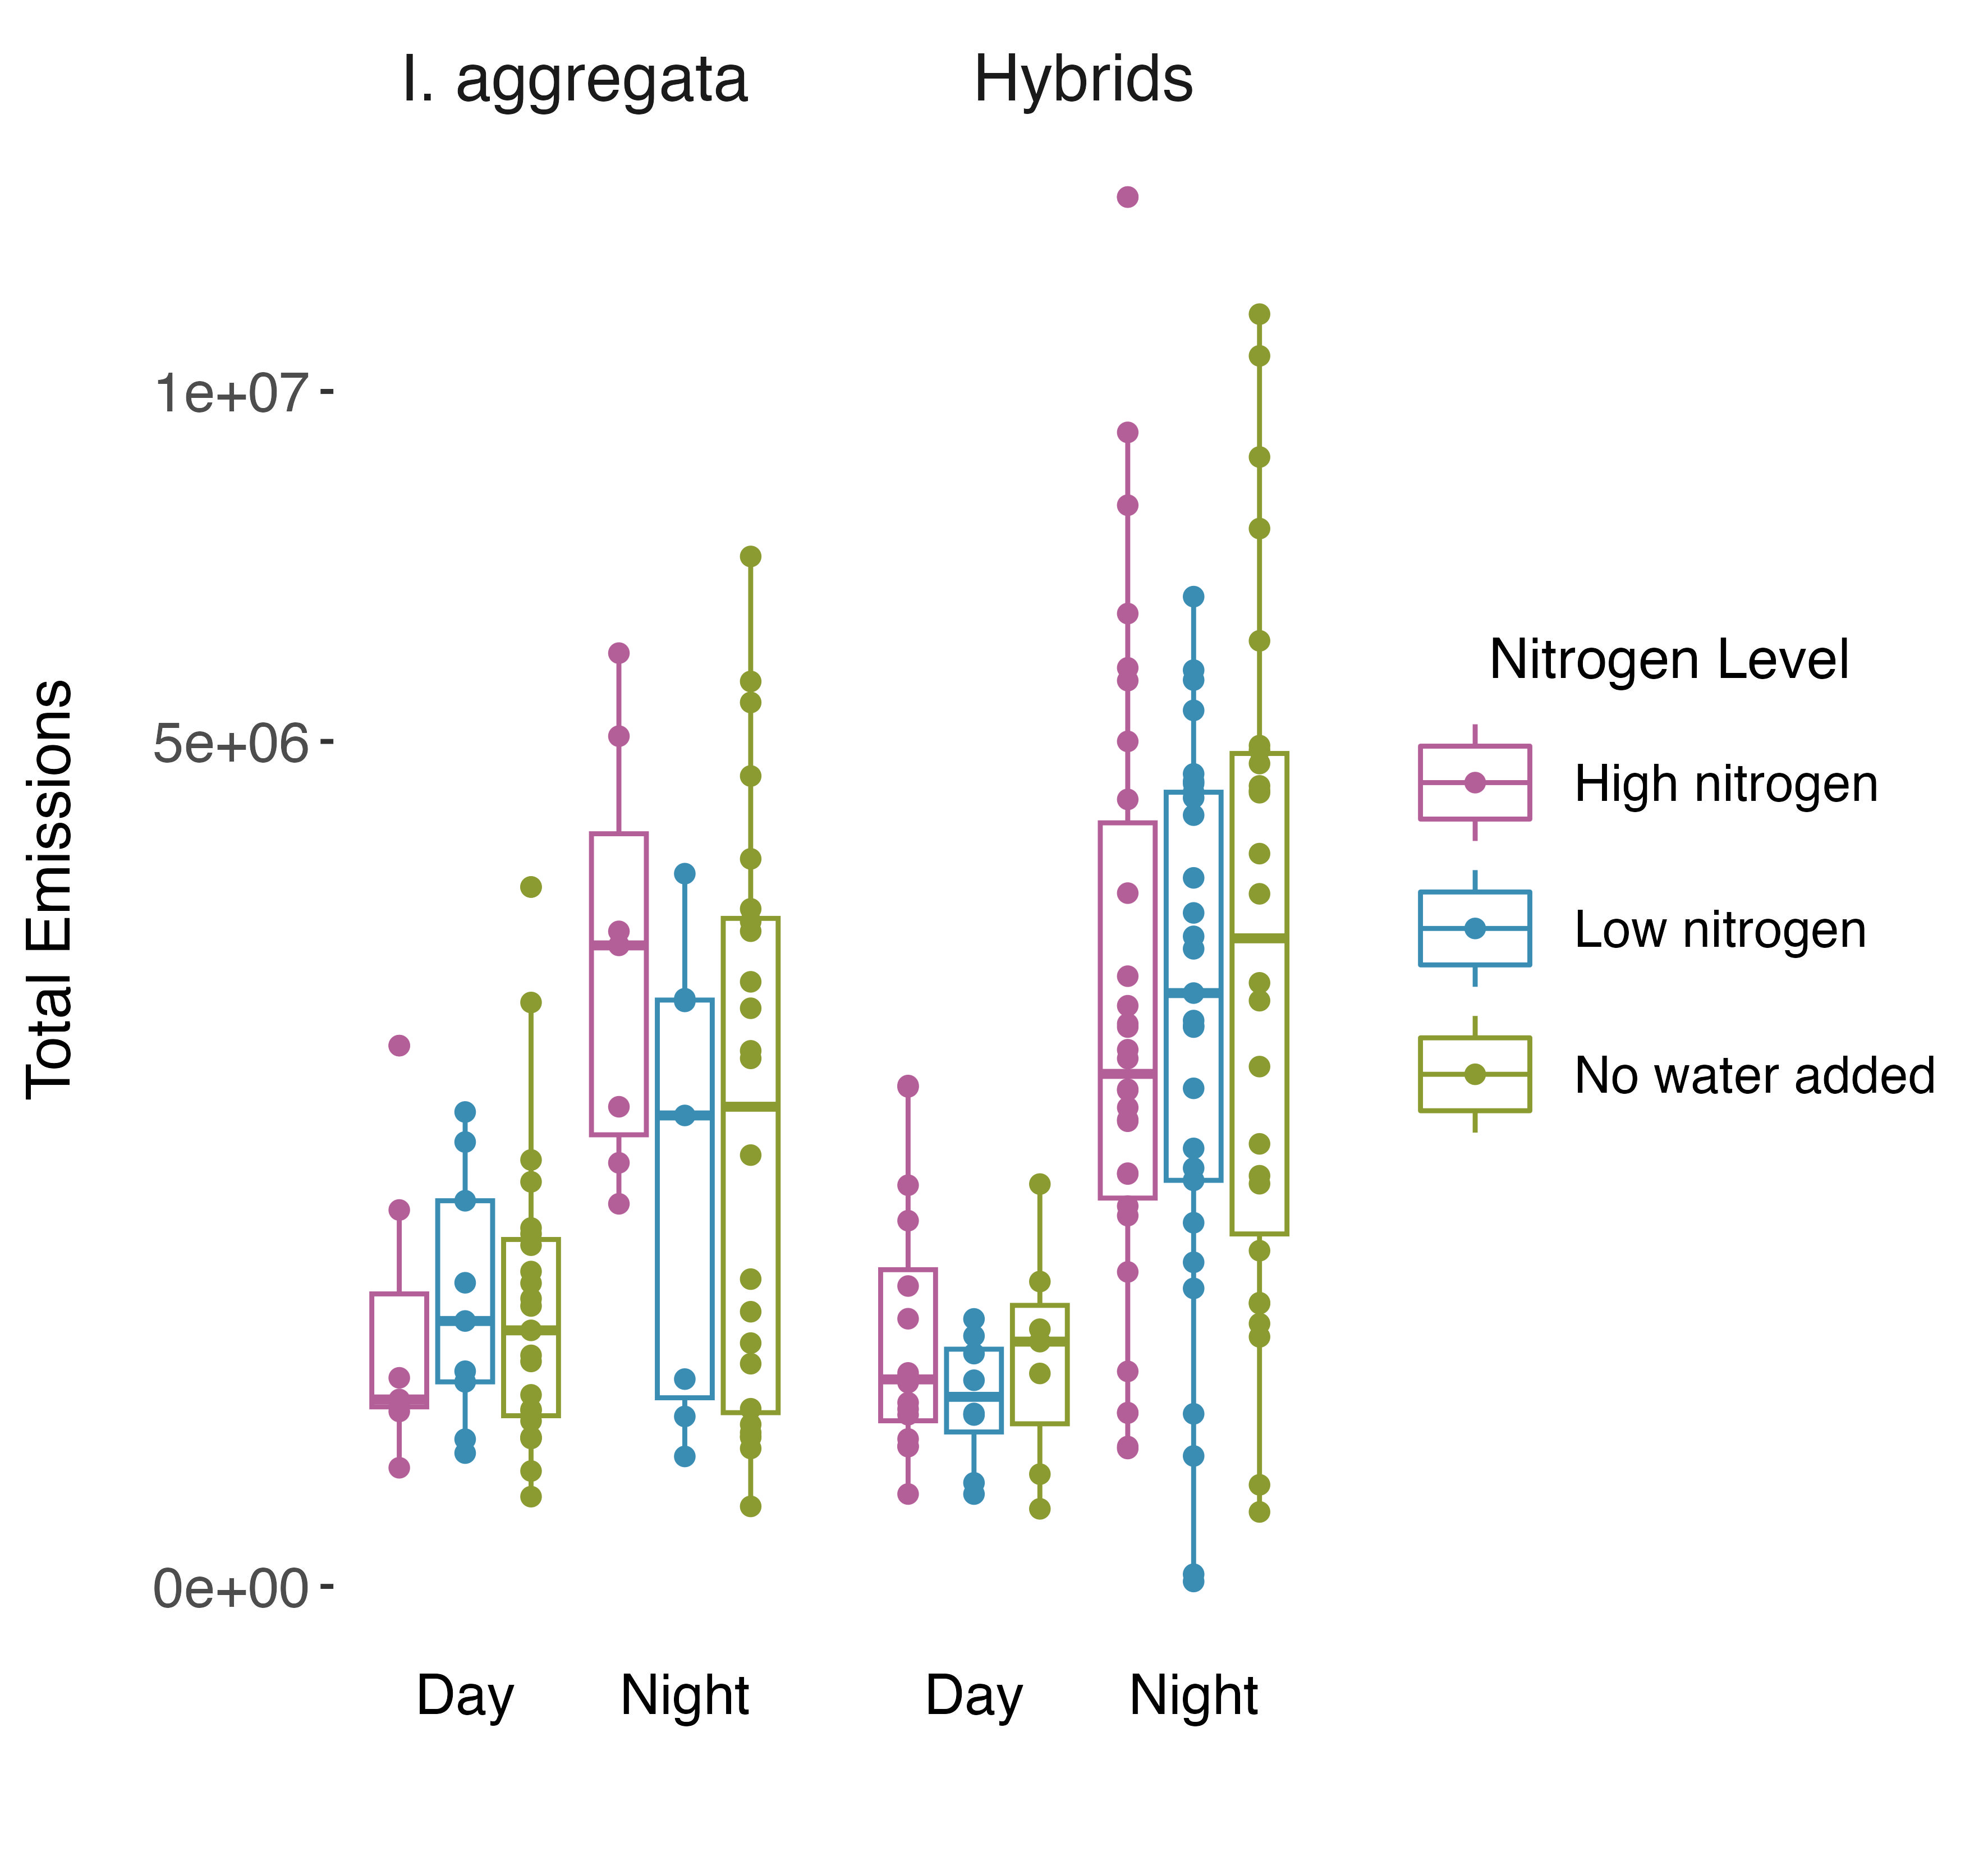 I. aggregata
Hybrids
Total Emissions
1e+07
5e+06
0e+00
Day
Night
Day
Night
Nitrogen Level
High nitrogen
Low nitrogen
No water added